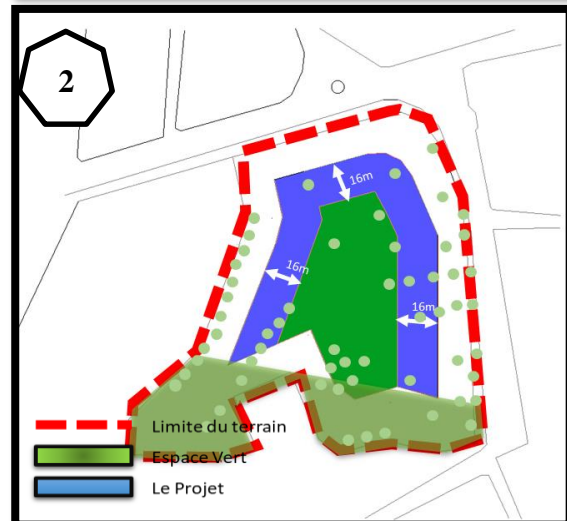 2
16m
16m
16m
Limite du terrain
Espace Vert
Le Projet